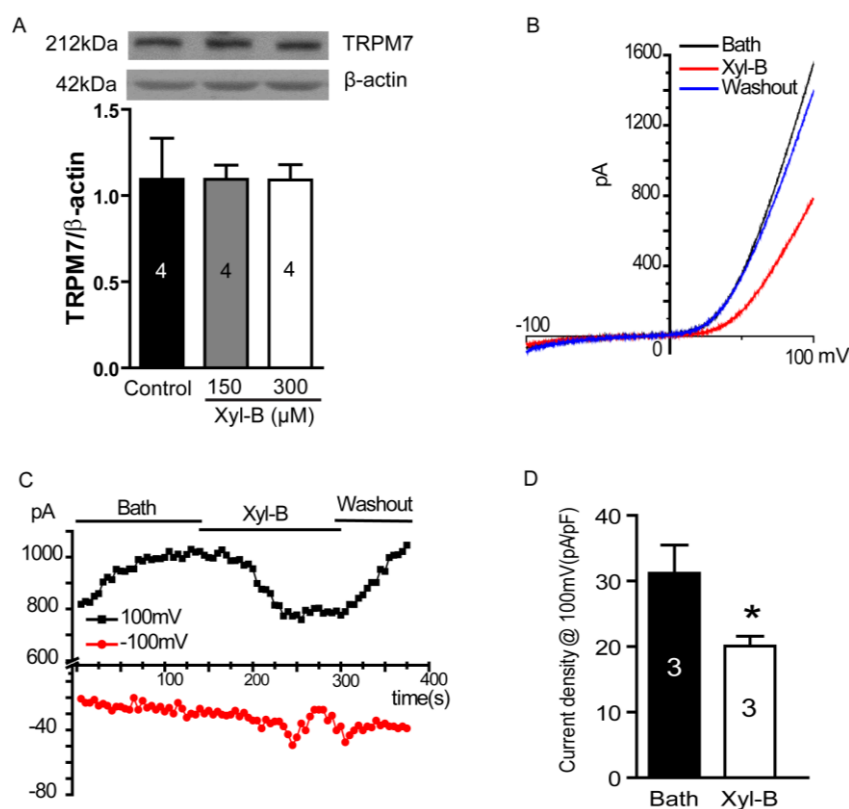 A
212kDa
TRPM7
42kDa
β-actin
TRPM7/β-actin
1.5
1.0
0.5
0.0
4
4
4
Control
150
300
Xyl-B (µM)
B
Bath
Xyl-B
Washout
pA
1600
1200
800
400
-100
0
100 mV
C
pA
Bath
Xyl-B
Washout
1000
800
600
100mV
-100mV
0
100
200
300
400
time(s)
-40
-80
D
Current density @ 100mV(pA/pF)
40
30
20
10
0
3
*
3
Bath
Xyl-B